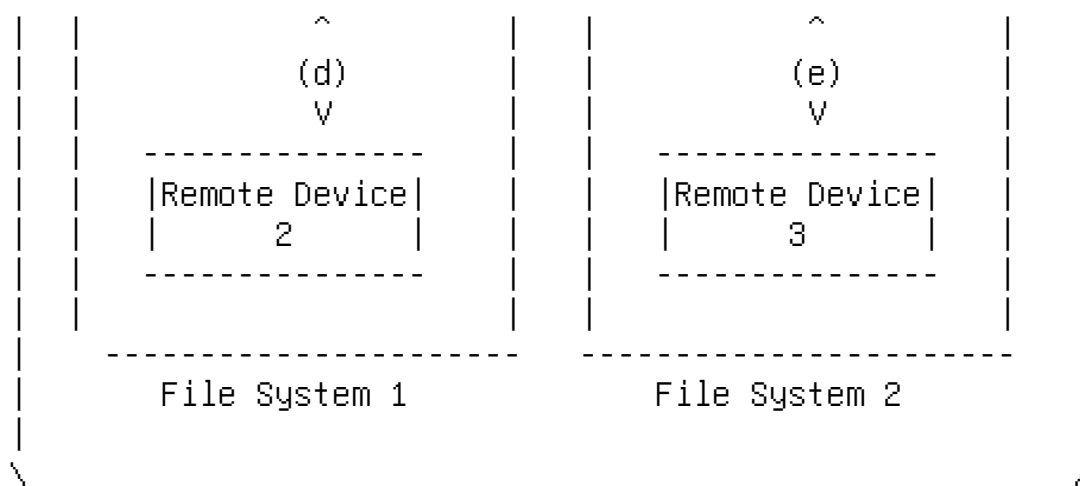 | | ^ | | ^ |
| | (d) | | (e) |
| | V | | V |
| | --------------- | | --------------- |
| | |Remote Device| | | |Remote Device| |
| | | 2 | | | | 3 | |
| | --------------- | | --------------- |
| | | | |
| ---------------------- -----------------------
| File System 1 File System 2
|
\